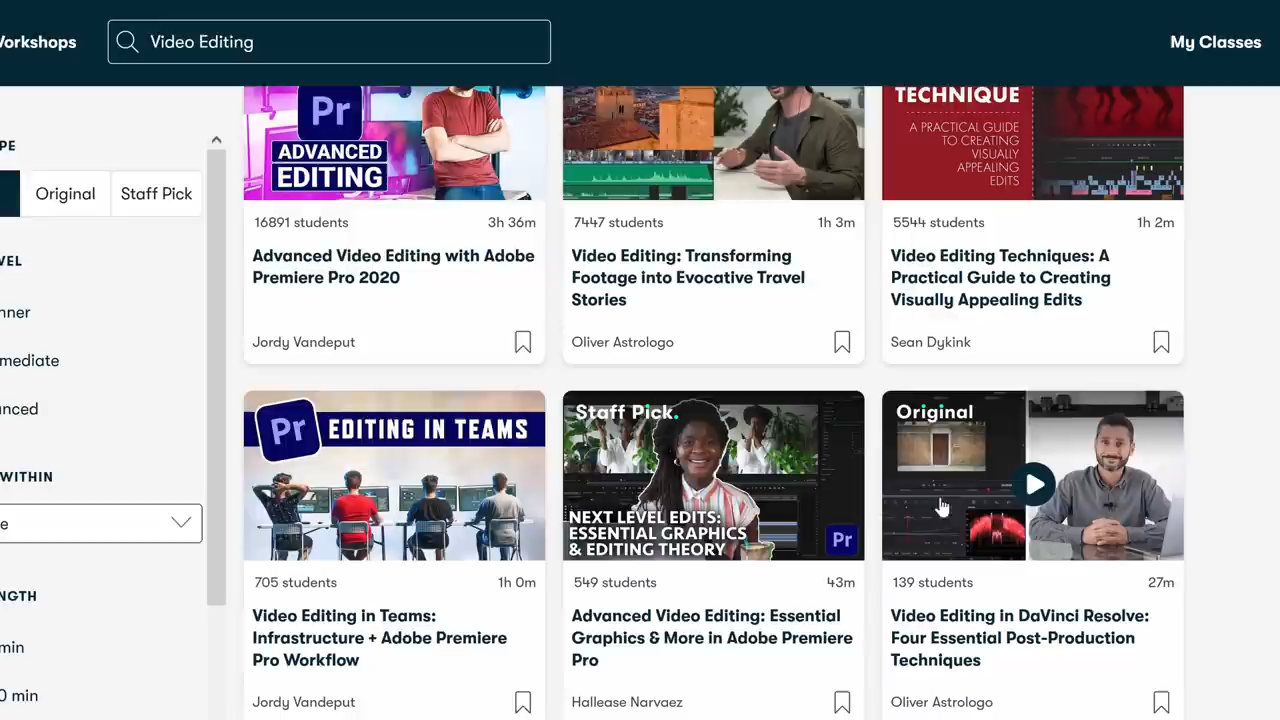 Workshops
Video Editing
My Classes
PE
Original
Staff Pick
VEL
nner
mediate
anced
WITHIN
e
NGTH
min
0 min
Pr
ADVANCED
EDITING
16891 students
3h 36m
Advanced Video Editing with Adobe
Premiere Pro 2020
Jordy Vandeput
7447 students
1h 3m
Video Editing: Transforming
Footage into Evocative Travel
Stories
Oliver Astrologo
TECHNIQUE
A PRACTICAL GUIDE
TO CREATING
VISUALLY
APPEALING
EDITS
5544 students
1h 2m
Video Editing Techniques: A
Practical Guide to Creating
Visually Appealing Edits
Sean Dykink
Pr
EDITING IN TEAMS
705 students
1h 0m
Video Editing in Teams:
Infrastructure + Adobe Premiere
Pro Workflow
Jordy Vandeput
Staff Pick.
NEXT LEVEL EDITS:
ESSENTIAL GRAPHICS
& EDITING THEORY
Pr
549 students
43m
Advanced Video Editing: Essential
Graphics & More in Adobe Premiere
Pro
Hallease Narvaez
Original
139 students
27m
Video Editing in DaVinci Resolve:
Four Essential Post-Production
Techniques
Oliver Astrologo